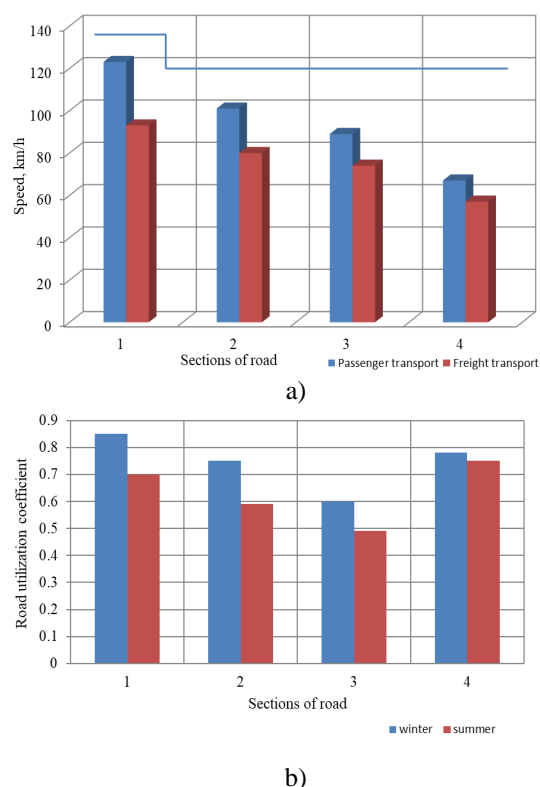 140
120
100
80
60
40
20
0
Speed, km/h
1 2 3 4
Sections of road
Passenger transport Freight transport
a)
0.9
0.8
0.7
0.6
0.5
0.4
0.3
0.2
0.1
0
Road utilization coefficient
1 2 3 4
Sections of road
winter summer
b)